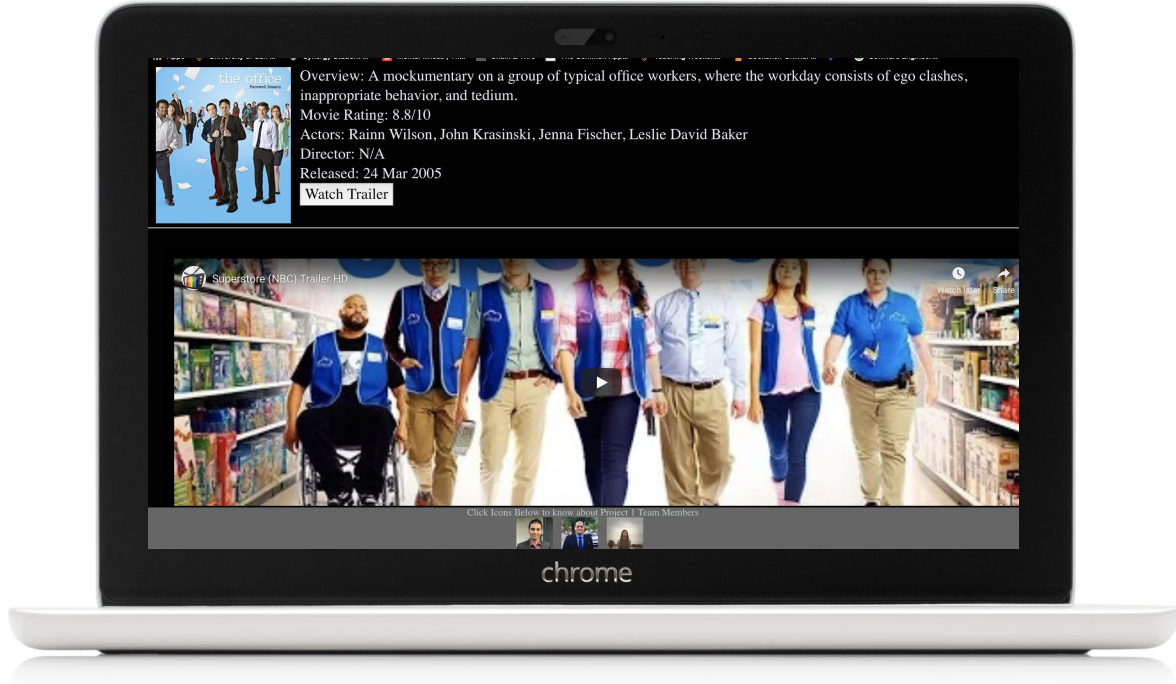 the office
Farewell Season
Overview: A mockumentary on a group of typical office workers, where the workday consists of ego clashes,
inappropriate behavior, and tedium.
Movie Rating: 8.8/10
Actors: Rainn Wilson, John Krasinski, Jenna Fischer, Leslie David Baker
Director: N/A
Released: 24 Mar 2005
Watch Trailer
Superstore (NBC) Trailer HD
Watch later
Share
Click Icons Below to know about Project 1 Team Members
chrome